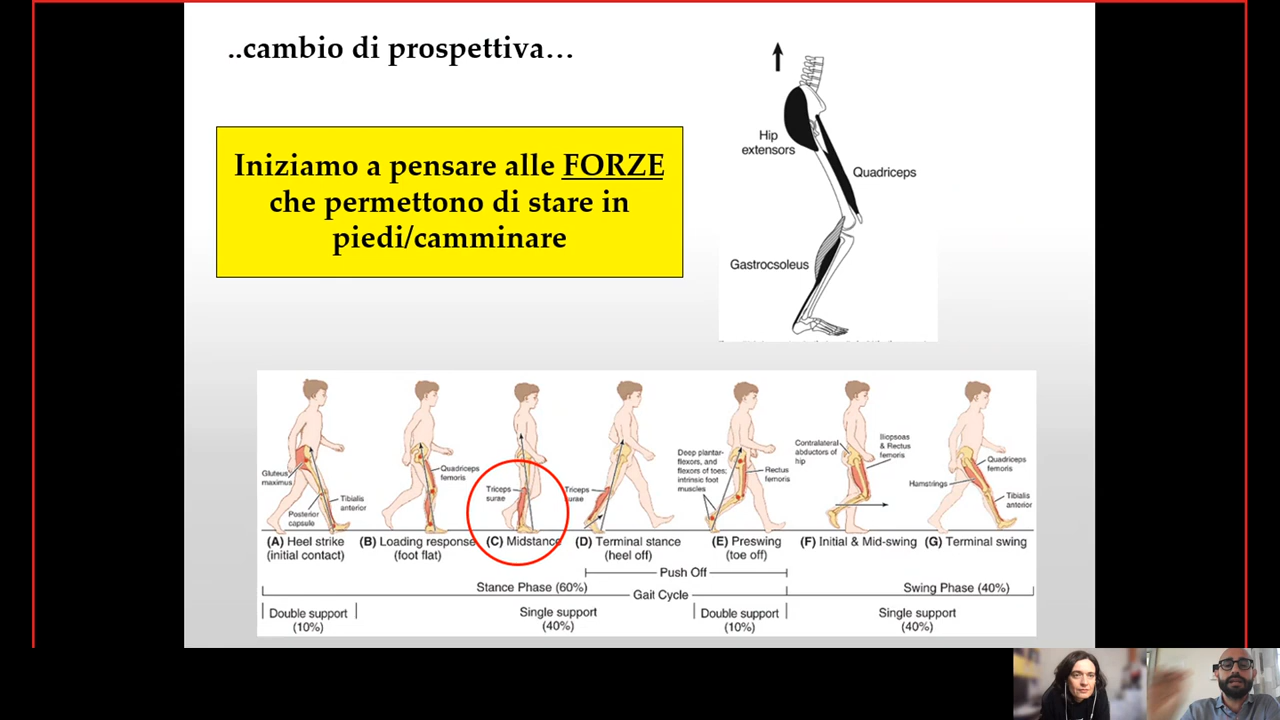 ..cambio di prospettiva…
Iniziamo a pensare alle FORZE
che permettono di stare in
piedi/camminare
Hip
extensors
Quadriceps
Gastrocsoleus
Gluteus
maximus
Posterior
capsule
Tibialis
anterior
Quadriceps
femoris
Triceps
surae
Triceps
surae
Deep plantar-
flexors, and
flexors of toes;
intrinsic foot
muscles
Rectus
femoris
Contralateral
abductors of
hip
Iliopsoas &
Rectus
femoris
Hamstrings
Quadriceps
femoris
Tibialis
anterior
(A) Heel strike
(initial contact)
(B) Loading response
(foot flat)
(C) Midstance
(D) Terminal stance
(heel off)
(E) Preswing
(toe off)
(F) Initial & Mid-swing
(G) Terminal swing
Push Off
Stance Phase (60%)
Swing Phase (40%)
Gait Cycle
Double support
(10%)
Single support
(40%)
Double support
(10%)
Single support
(40%)